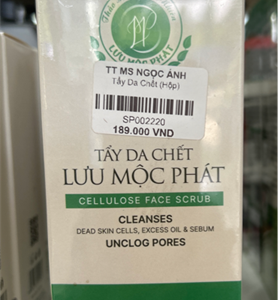 LƯU MỘC PHÁT
TT MS NGỌC ÁNH
Tẩy Da Chết (Hộp)
SP002220
189.000 VND
TẨY DA CHẾT
LƯU MỘC PHÁT
CELLULOSE FACE SCRUB
CLEANSES
DEAD SKIN CELLS, EXCESS OIL & SEBUM
UNCLOG PORES